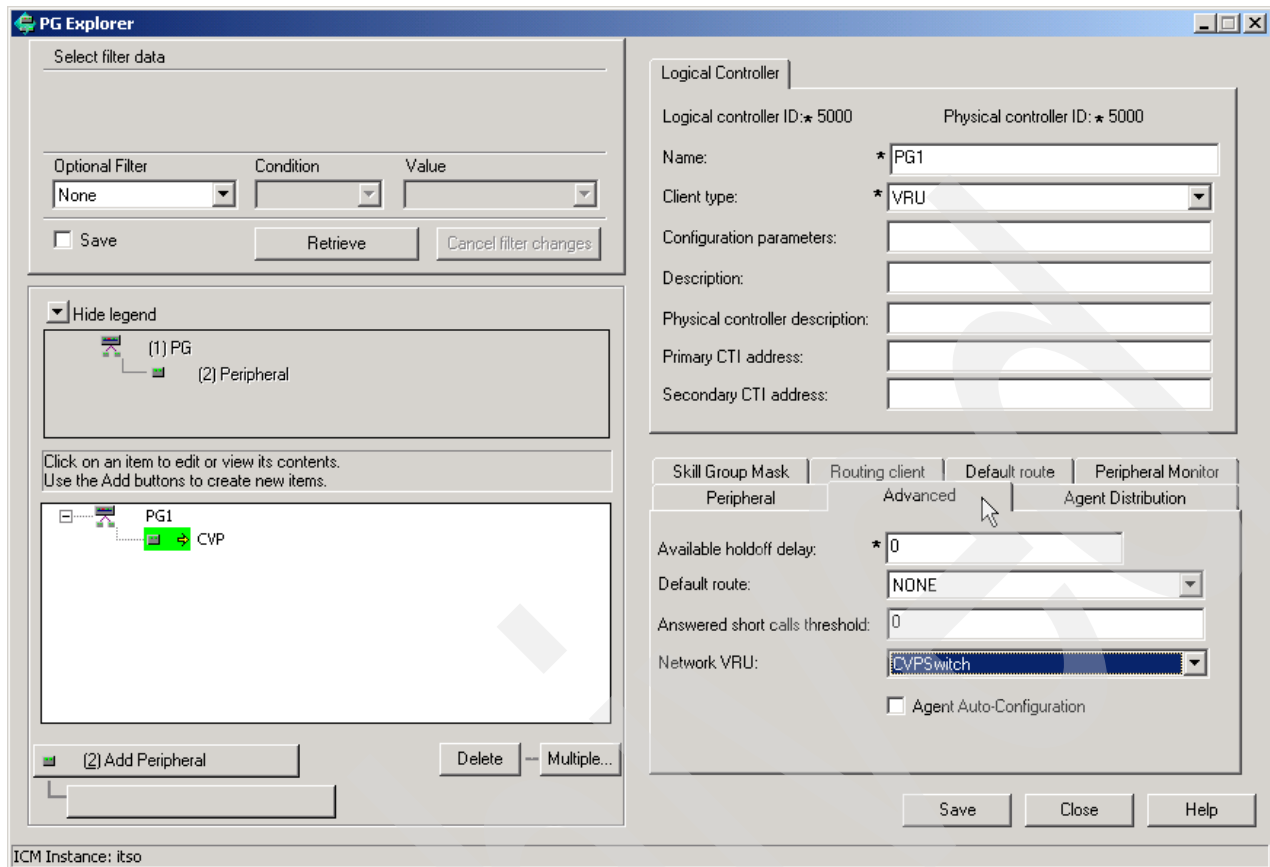 PG Explorer
Select filter data
Optional Filter Condition Value
None
Save Retrieve Cancel filter changes
Hide legend
(1) PG
(2) Peripheral
Click on an item to edit or view its contents.
Use the Add buttons to create new items.
PG1
CVP
(2) Add Peripheral Delete Multiple...
Logical Controller
Logical controller ID:* 5000 Physical controller ID: * 5000
Name: * PG1
Client type: * VRU
Configuration parameters:
Description:
Physical controller description:
Primary CTI address:
Secondary CTI address:
Skill Group Mask Routing client Default route Peripheral Monitor
Peripheral Advanced Agent Distribution
Available holdoff delay: * 0
Default route: NONE
Answered short calls threshold: 0
Network VRU: CVPSwitch
Agent Auto-Configuration
Save Close Help
ICM Instance: itso